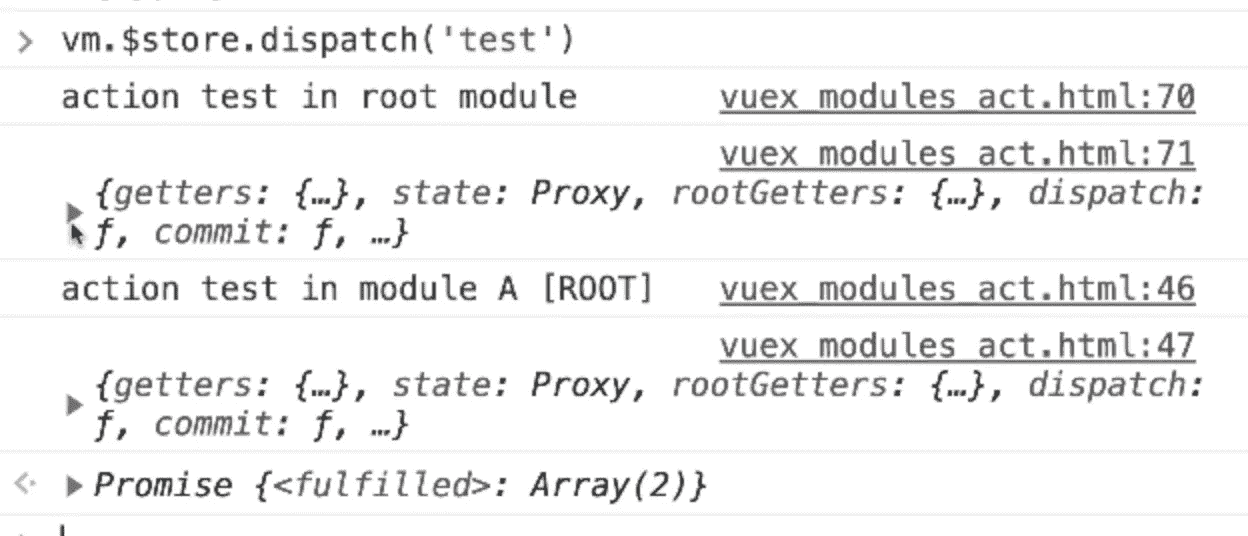 > vm.$store.dispatch('test')
action test in root module vuex_modules_act.html:70
vuex_modules_act.html:71
{getters: {…}, state: Proxy, rootGetters: {…}, dispatch:
f, commit: f, …}
action test in module A [ROOT] vuex_modules_act.html:46
vuex_modules_act.html:47
{getters: {…}, state: Proxy, rootGetters: {…}, dispatch:
f, commit: f, …}
Promise {<fulfilled>: Array(2)}